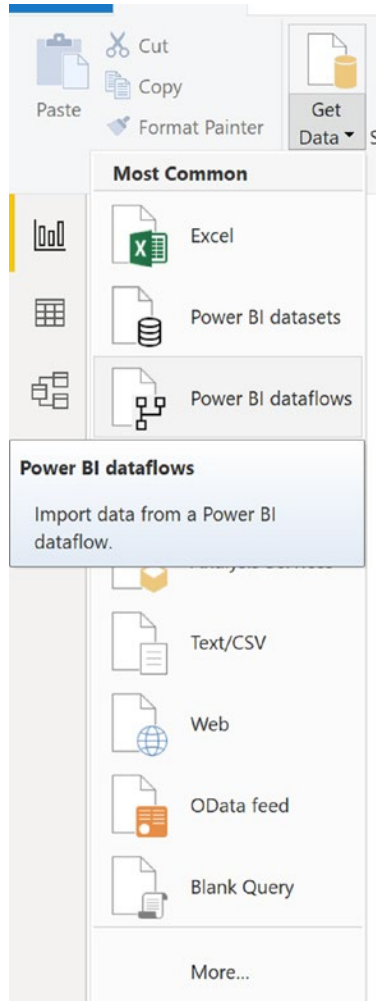 Cut
Copy
Paste
Format Painter
Get
Data
Most Common
Excel
Power BI datasets
Power BI dataflows
Power BI dataflows
Import data from a Power BI
dataflow.
Text/CSV
Web
OData feed
Blank Query
More...